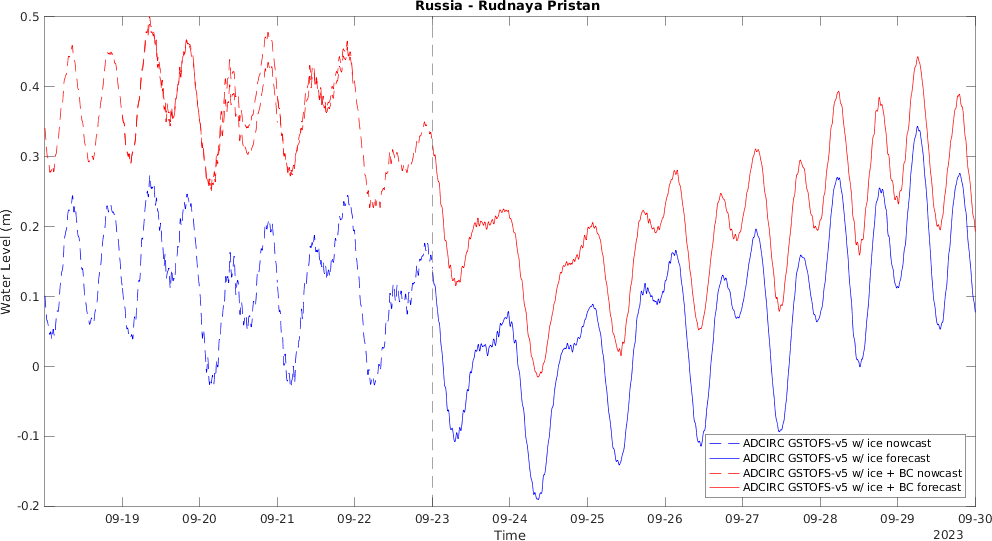 Russia - Rudnaya Pristan
Water Level (m)
0.5
0.4
0.3
0.2
0.1
0
-0.1
-0.2
ADCIRC GSTOFS-v5 w/ ice nowcast
ADCIRC GSTOFS-v5 w/ ice forecast
ADCIRC GSTOFS-v5 w/ ice + BC nowcast
ADCIRC GSTOFS-v5 w/ ice + BC forecast
09-19 09-20 09-21 09-22 09-23 09-24 09-25 09-26 09-27 09-28 09-29 09-30
Time
2023